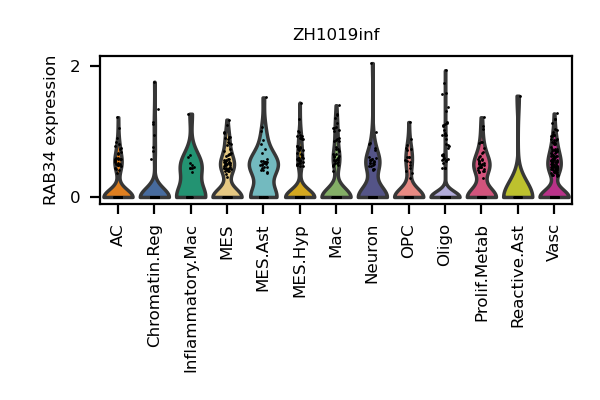 ZH1019inf
RAB34 expression
2
0
AC
Chromatin.Reg
Inflammatory.Mac
MES
MES.Ast
MES.Hyp
Mac
Neuron
OPC
Oligo
Prolif.Metab
Reactive.Ast
Vasc